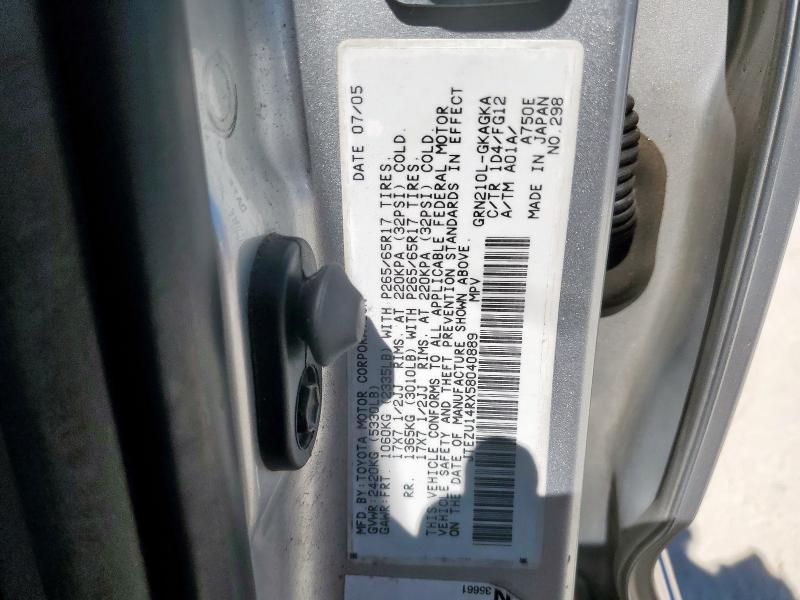 MFD BY:TOYOTA MOTOR CORPORA DATE 07/05
GVWR:2420KG (5330LB)
GAWR:FRT. 1060KG (2335LB) WITH P265/65R17 TIRES.
17X7 1/2JJ RIMS. AT 220KPA (32PSI) COLD.
RR. 1365KG (3010LB) WITH P265/65R17 TIRES.
17X7 1/2JJ RIMS. AT 220KPA (32PSI) COLD.
THIS VEHICLE CONFORMS TO ALL APPLICABLE FEDERAL MOTOR
VEHICLE SAFETY AND THEFT PREVENTION STANDARDS IN EFFECT
ON THE DATE OF MANUFACTURE SHOWN ABOVE.
JTEZU14RX58040889 GRN210L-GKAGKA
MPV C/TR 1D4/FG12
A/TM A01A/
A750E
MADE IN JAPAN
NO.298
35661